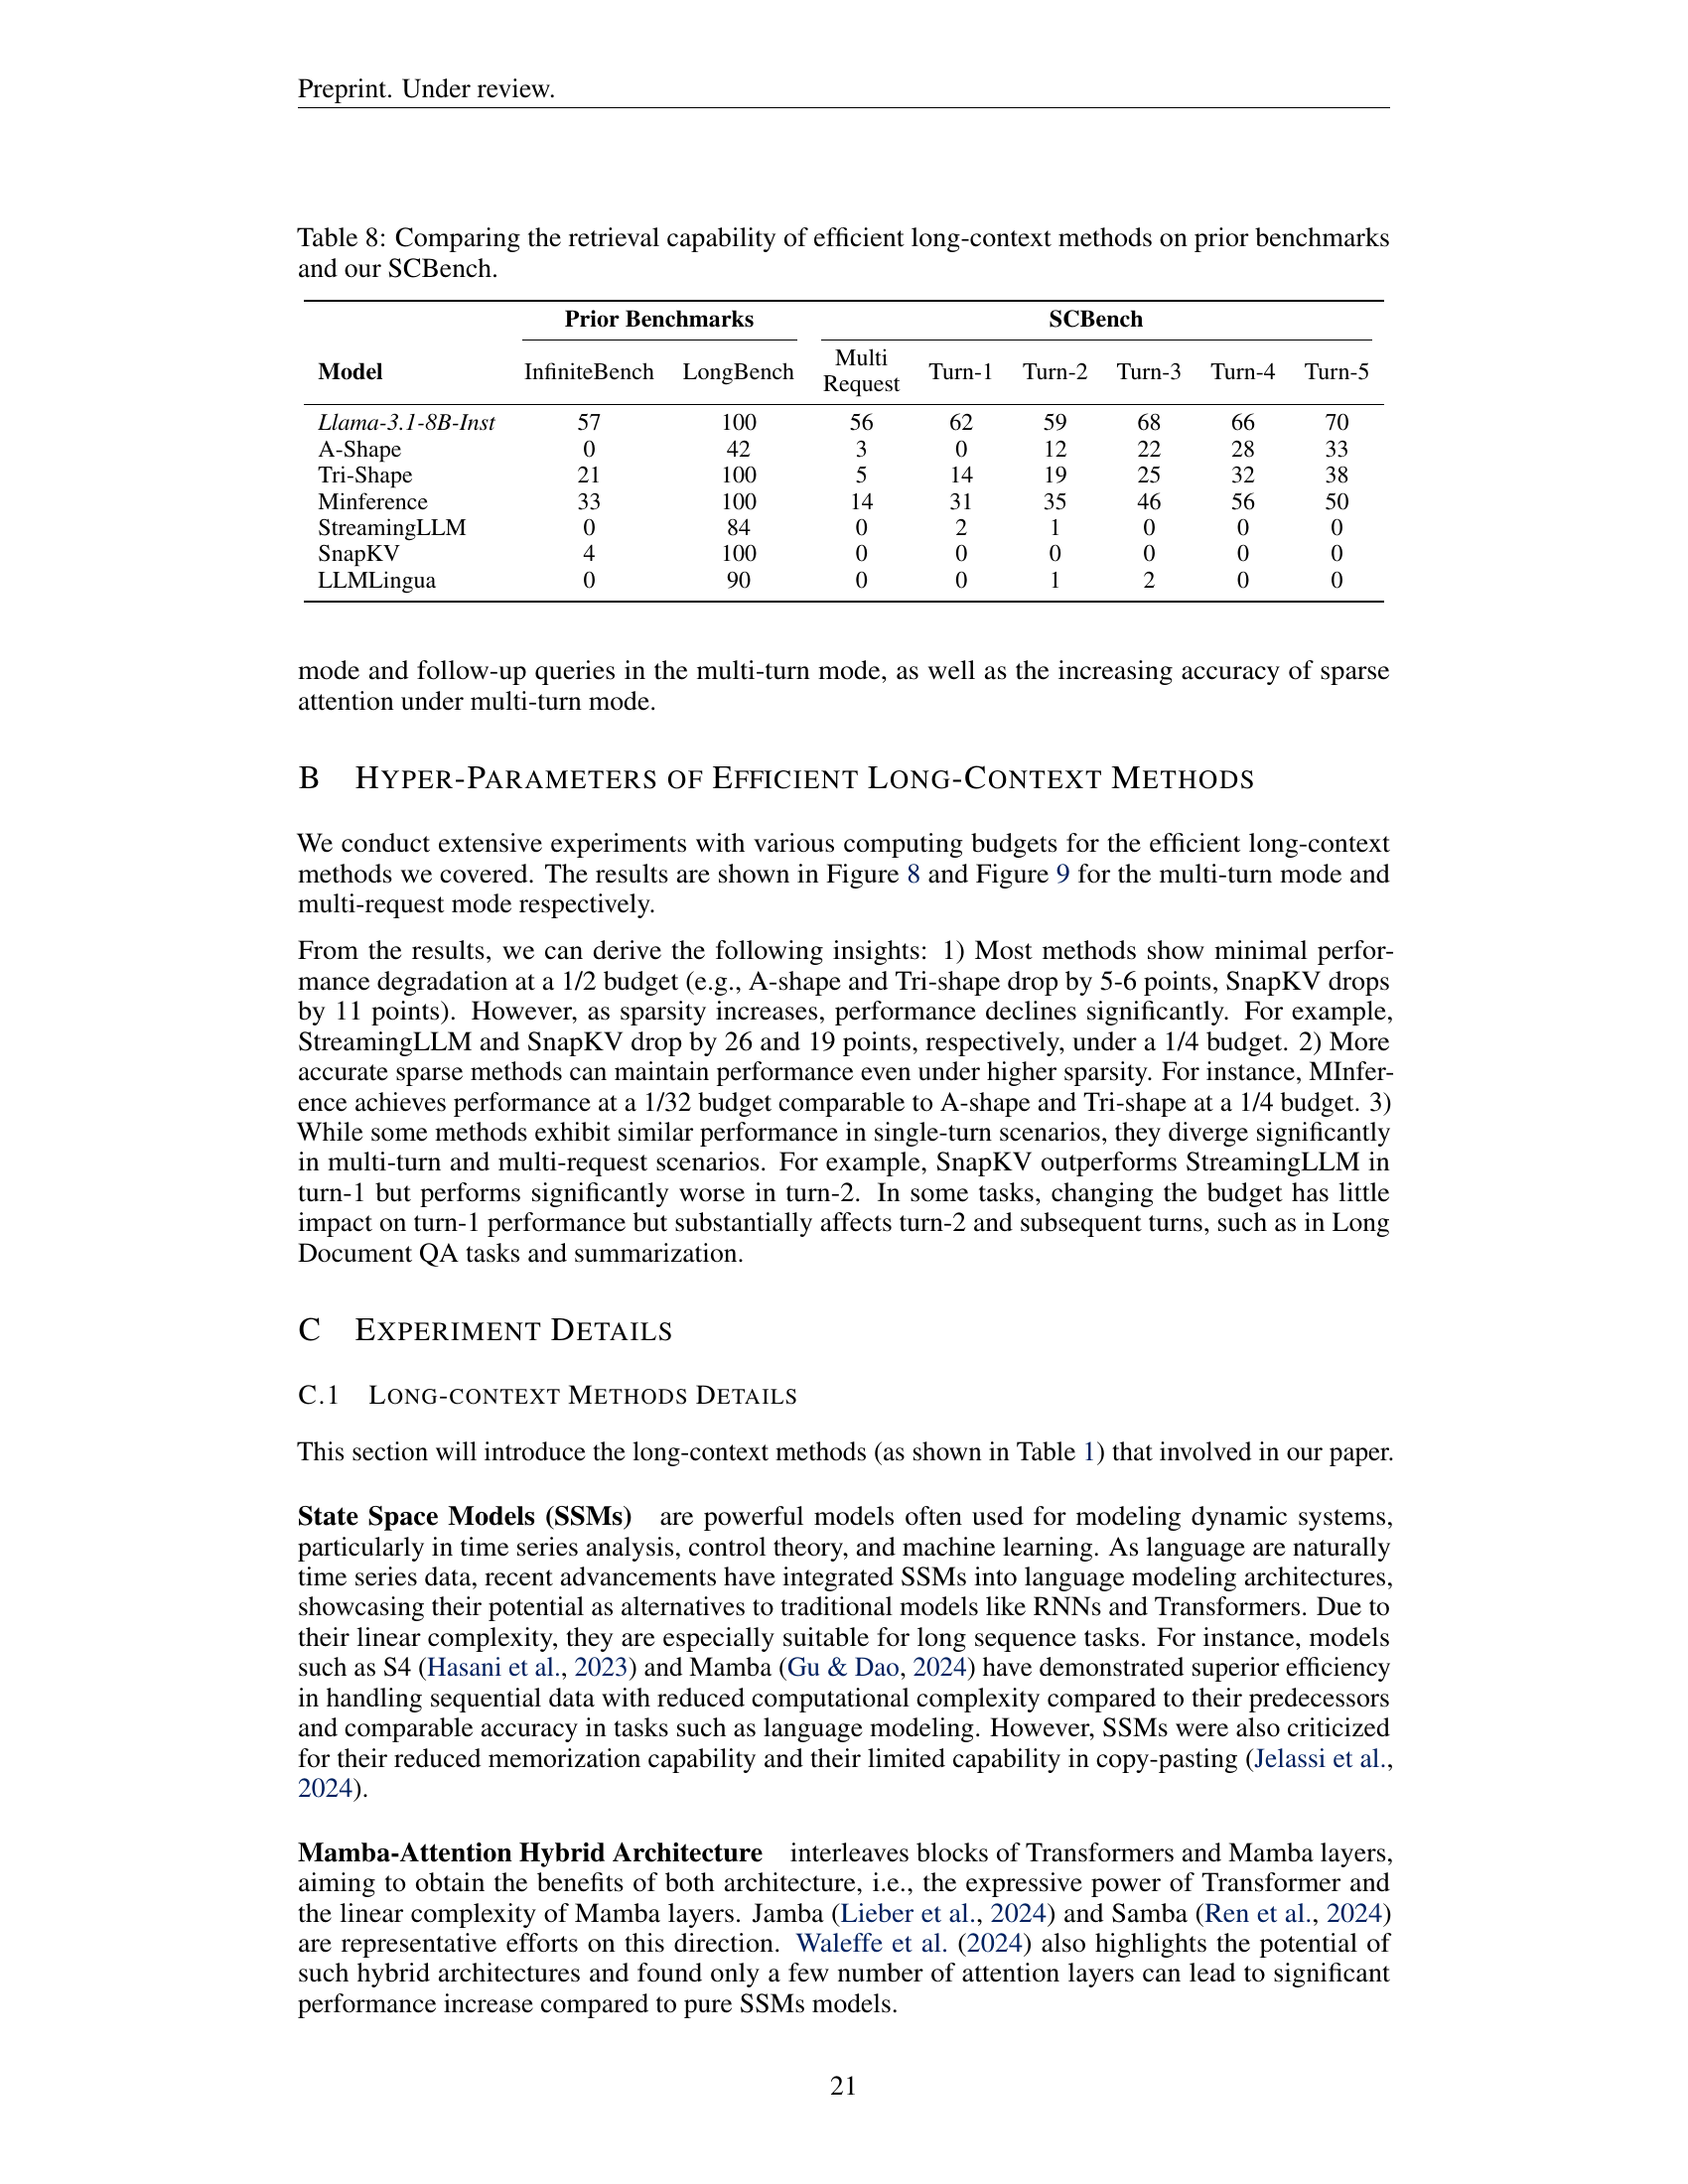 Preprint. Under review.
Table 8: Comparing the retrieval capability of efficient long-context methods on prior benchmarks
and our SCBench.
Prior Benchmarks SCBench
Model InfiniteBench LongBench Multi Request Turn-1 Turn-2 Turn-3 Turn-4 Turn-5
Llama-3.1-8B-Inst 57 100 56 62 59 68 66 70
A-Shape 0 42 3 0 12 22 28 33
Tri-Shape 21 100 5 14 19 25 32 38
Minference 33 100 14 31 35 46 56 50
StreamingLLM 0 84 0 2 1 0 0 0
SnapKV 4 100 0 0 0 0 0 0
LLMLingua 0 90 0 0 1 2 0 0
mode and follow-up queries in the multi-turn mode, as well as the increasing accuracy of sparse
attention under multi-turn mode.
B HYPER-PARAMETERS OF EFFICIENT LONG-CONTEXT METHODS
We conduct extensive experiments with various computing budgets for the efficient long-context
methods we covered. The results are shown in Figure 8 and Figure 9 for the multi-turn mode and
multi-request mode respectively.
From the results, we can derive the following insights: 1) Most methods show minimal perfor-
mance degradation at a 1/2 budget (e.g., A-shape and Tri-shape drop by 5-6 points, SnapKV drops
by 11 points). However, as sparsity increases, performance declines significantly. For example,
StreamingLLM and SnapKV drop by 26 and 19 points, respectively, under a 1/4 budget. 2) More
accurate sparse methods can maintain performance even under higher sparsity. For instance, MInfer-
ence achieves performance at a 1/32 budget comparable to A-shape and Tri-shape at a 1/4 budget. 3)
While some methods exhibit similar performance in single-turn scenarios, they diverge significantly
in multi-turn and multi-request scenarios. For example, SnapKV outperforms StreamingLLM in
turn-1 but performs significantly worse in turn-2. In some tasks, changing the budget has little
impact on turn-1 performance but substantially affects turn-2 and subsequent turns, such as in Long
Document QA tasks and summarization.
C EXPERIMENT DETAILS
C.1 LONG-CONTEXT METHODS DETAILS
This section will introduce the long-context methods (as shown in Table 1) that involved in our paper.
State Space Models (SSMs) are powerful models often used for modeling dynamic systems,
particularly in time series analysis, control theory, and machine learning. As language are naturally
time series data, recent advancements have integrated SSMs into language modeling architectures,
showcasing their potential as alternatives to traditional models like RNNs and Transformers. Due to
their linear complexity, they are especially suitable for long sequence tasks. For instance, models
such as S4 (Hasani et al., 2023) and Mamba (Gu & Dao, 2024) have demonstrated superior efficiency
in handling sequential data with reduced computational complexity compared to their predecessors
and comparable accuracy in tasks such as language modeling. However, SSMs were also criticized
for their reduced memorization capability and their limited capability in copy-pasting (Jelassi et al.,
2024).
Mamba-Attention Hybrid Architecture interleaves blocks of Transformers and Mamba layers,
aiming to obtain the benefits of both architecture, i.e., the expressive power of Transformer and
the linear complexity of Mamba layers. Jamba (Lieber et al., 2024) and Samba (Ren et al., 2024)
are representative efforts on this direction. Waleffe et al. (2024) also highlights the potential of
such hybrid architectures and found only a few number of attention layers can lead to significant
performance increase compared to pure SSMs models.
21